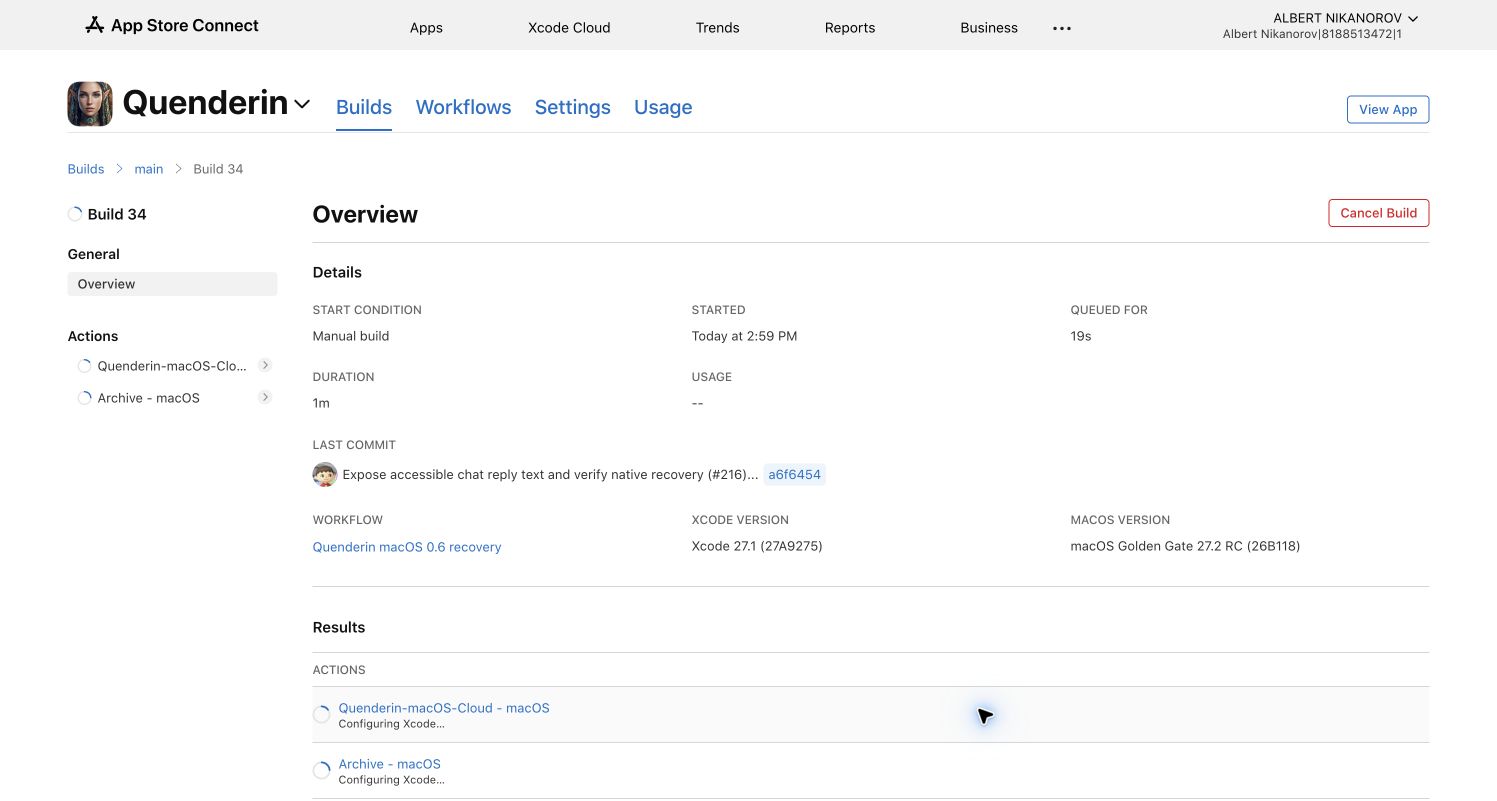 App Store Connect
Apps
Xcode Cloud
Trends
Reports
Business
•••
ALBERT NIKANOROV
Albert Nikanorov|8188513472|1
Quenderin
Builds
Workflows
Settings
Usage
View App
Builds
main
Build 34
Build 34
General
Overview
Actions
Quenderin-macOS-Clo...
Archive - macOS
Overview
Cancel Build
Details
START CONDITION
STARTED
QUEUED FOR
Manual build
Today at 2:59 PM
19s
DURATION
USAGE
1m
--
LAST COMMIT
Expose accessible chat reply text and verify native recovery (#216)... a6f6454
WORKFLOW
XCODE VERSION
MACOS VERSION
Quenderin macOS 0.6 recovery
Xcode 27.1 (27A9275)
macOS Golden Gate 27.2 RC (26B118)
Results
ACTIONS
Quenderin-macOS-Cloud - macOS
Configuring Xcode...
Archive - macOS
Configuring Xcode...